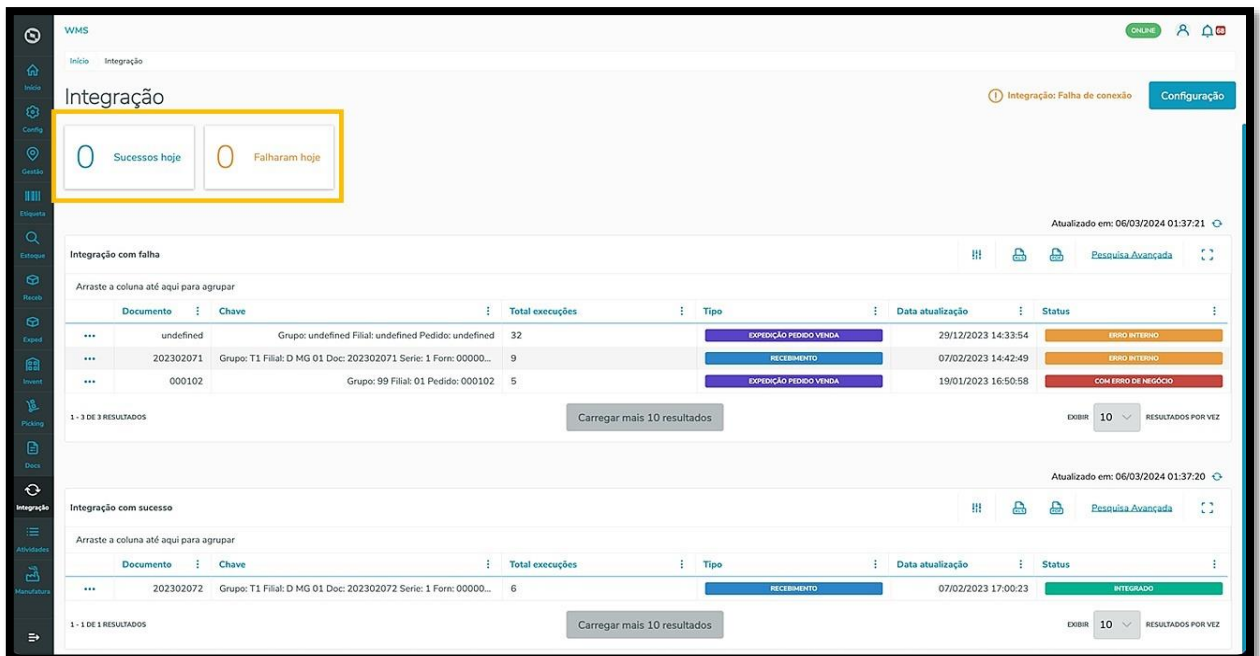 WMS
ONLINE
68
Início Integração
Integração
Integração: Falha de conexão
Configuração
0 Sucessos hoje
0 Falharam hoje
Início
Config
Gestão
Etiqueta
Estoque
Receb
Exped
Invent
Picking
Docs
Integração
Atividades
Manufatura
Atualizado em: 06/03/2024 01:37:21
Integração com falha
Pesquisa Avançada
Arraste a coluna até aqui para agrupar
Documento Chave Total execuções Tipo Data atualização Status
undefined Grupo: undefined Filial: undefined Pedido: undefined 32 EXPEDIÇÃO PEDIDO VENDA 29/12/2023 14:33:54 ERRO INTERNO
202302071 Grupo: T1 Filial: D MG 01 Doc: 202302071 Serie: 1 Forn: 00000... 9 RECEBIMENTO 07/02/2023 14:42:49 ERRO INTERNO
000102 Grupo: 99 Filial: 01 Pedido: 000102 5 EXPEDIÇÃO PEDIDO VENDA 19/01/2023 16:50:58 COM ERRO DE NEGÓCIO
1 - 3 DE 3 RESULTADOS Carregar mais 10 resultados EXIBIR 10 RESULTADOS POR VEZ
Atualizado em: 06/03/2024 01:37:20
Integração com sucesso
Pesquisa Avançada
Arraste a coluna até aqui para agrupar
Documento Chave Total execuções Tipo Data atualização Status
202302072 Grupo: T1 Filial: D MG 01 Doc: 202302072 Serie: 1 Forn: 00000... 6 RECEBIMENTO 07/02/2023 17:00:23 INTEGRADO
1 - 1 DE 1 RESULTADOS Carregar mais 10 resultados EXIBIR 10 RESULTADOS POR VEZ